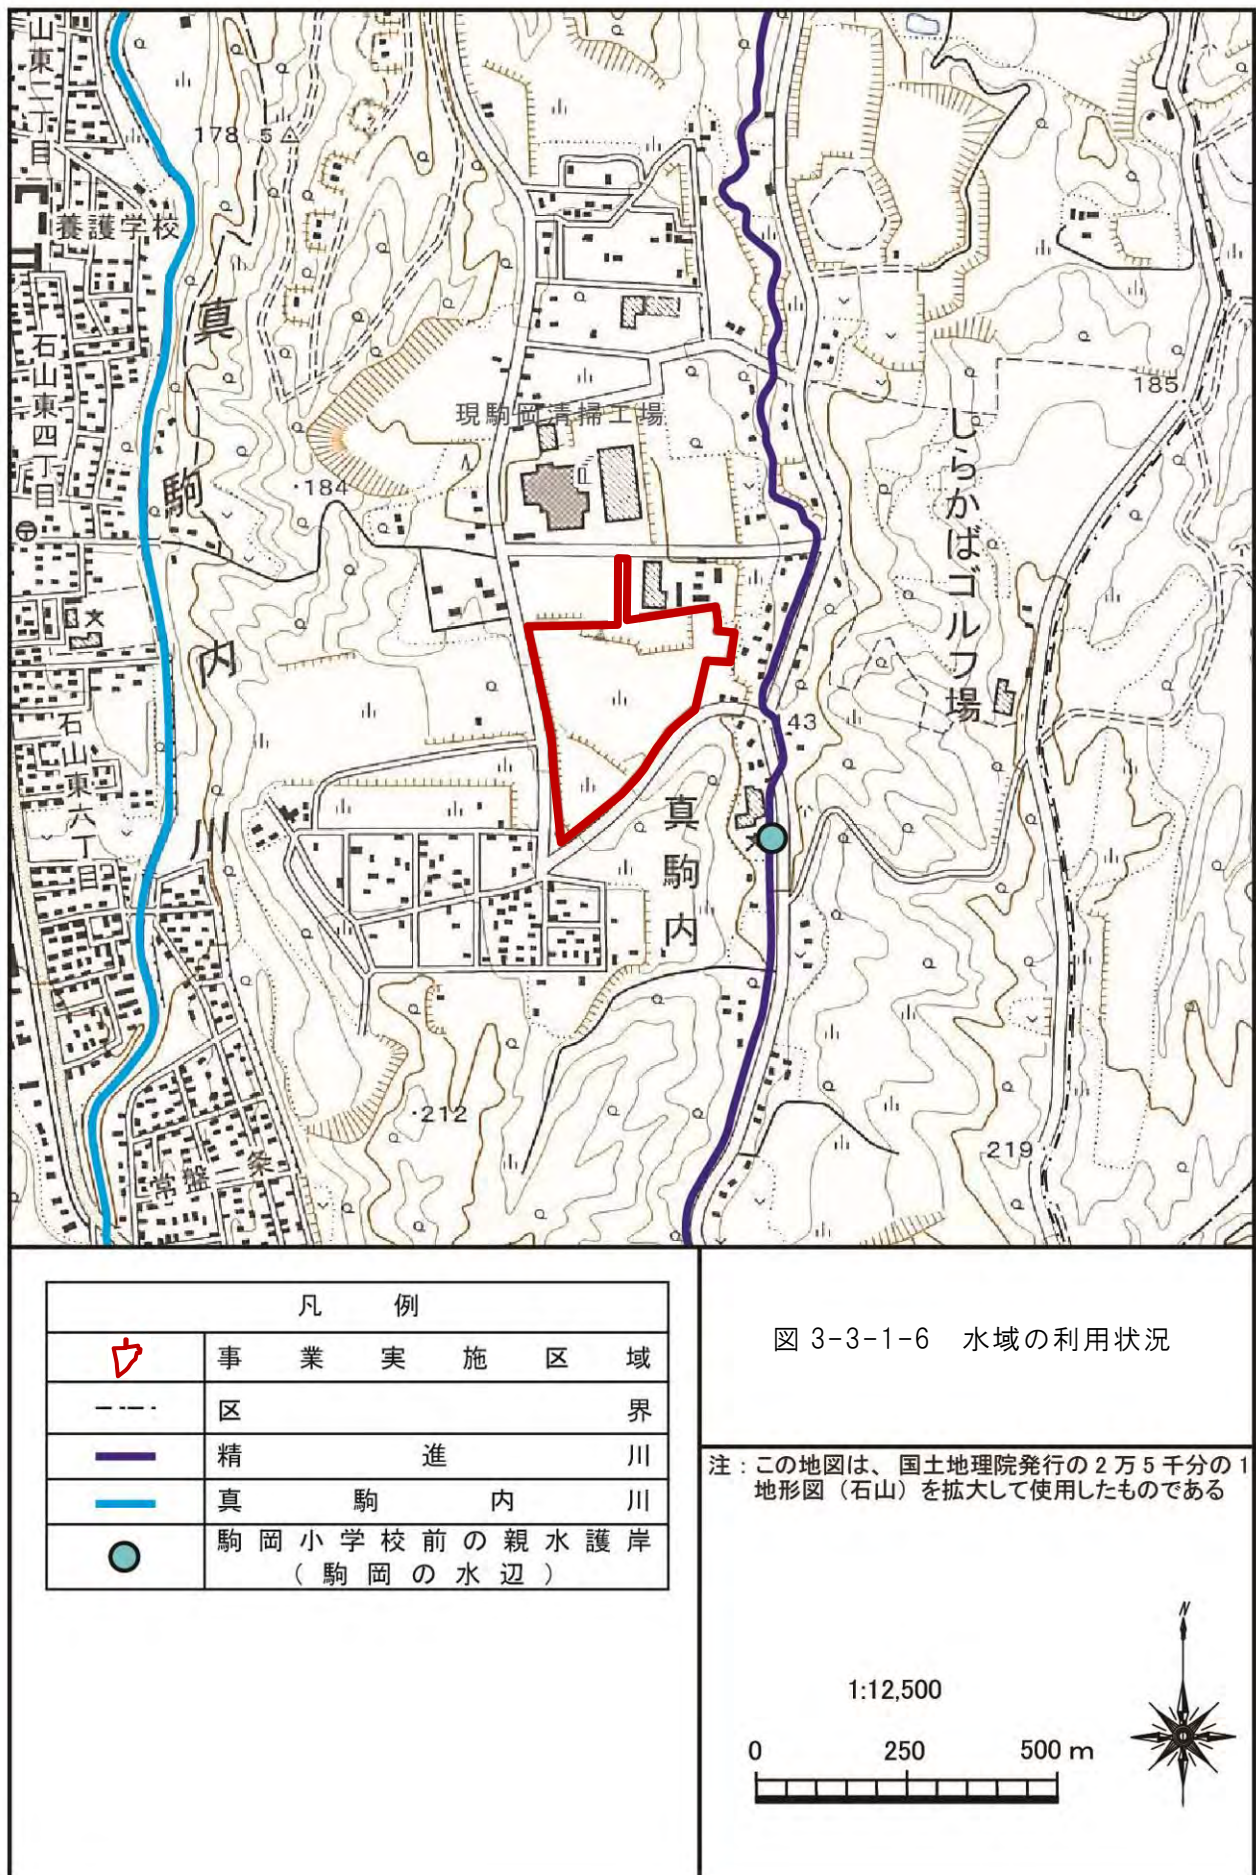 山東二丁目
178 5
養護学校
真駒内川
石山東四丁目
現駒岡清掃工場
185
・184
しらかばゴルフ場
石山東六丁目
143
真駒内
・212
219
常盤一条
凡例
事業実施区域
区界
精進川
真駒内川
駒岡小学校前の親水護岸
(駒岡の水辺)
図 3-3-1-6 水域の利用状況
注：この地図は、国土地理院発行の２万５千分の１
地形図（石山）を拡大して使用したものである
N
1:12,500
0 250 500 m